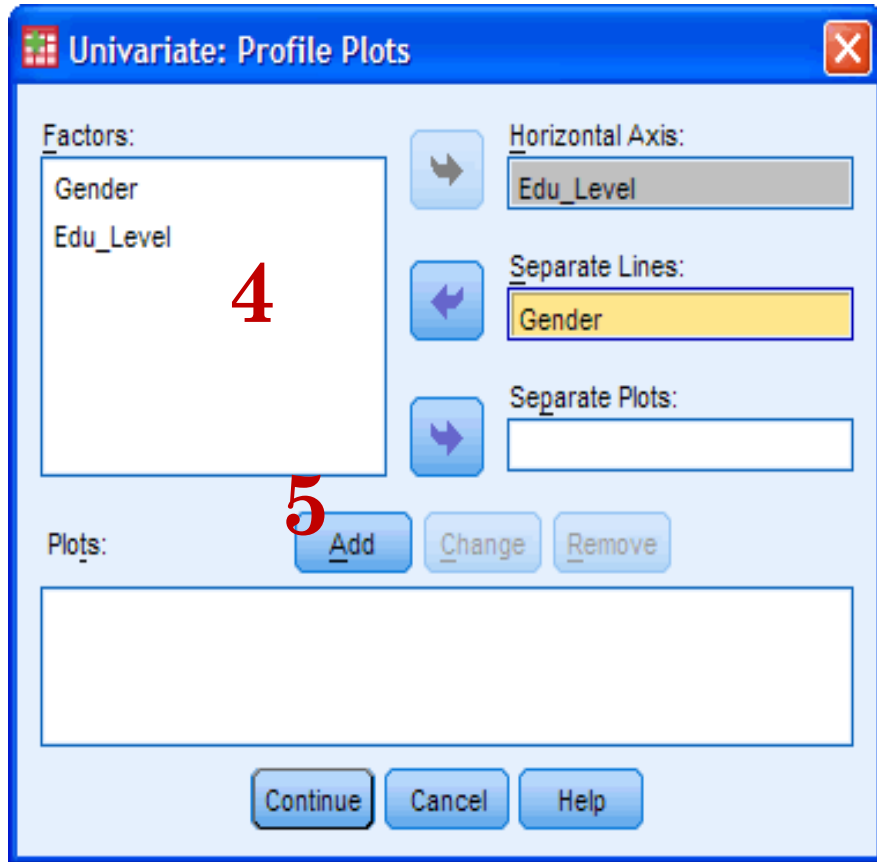 Univariate: Profile Plots
Factors:
Gender
Edu_Level
4
Horizontal Axis:
Edu_Level
Separate Lines:
Gender
Separate Plots:
5
Plots:
Add
Change
Remove
Continue
Cancel
Help